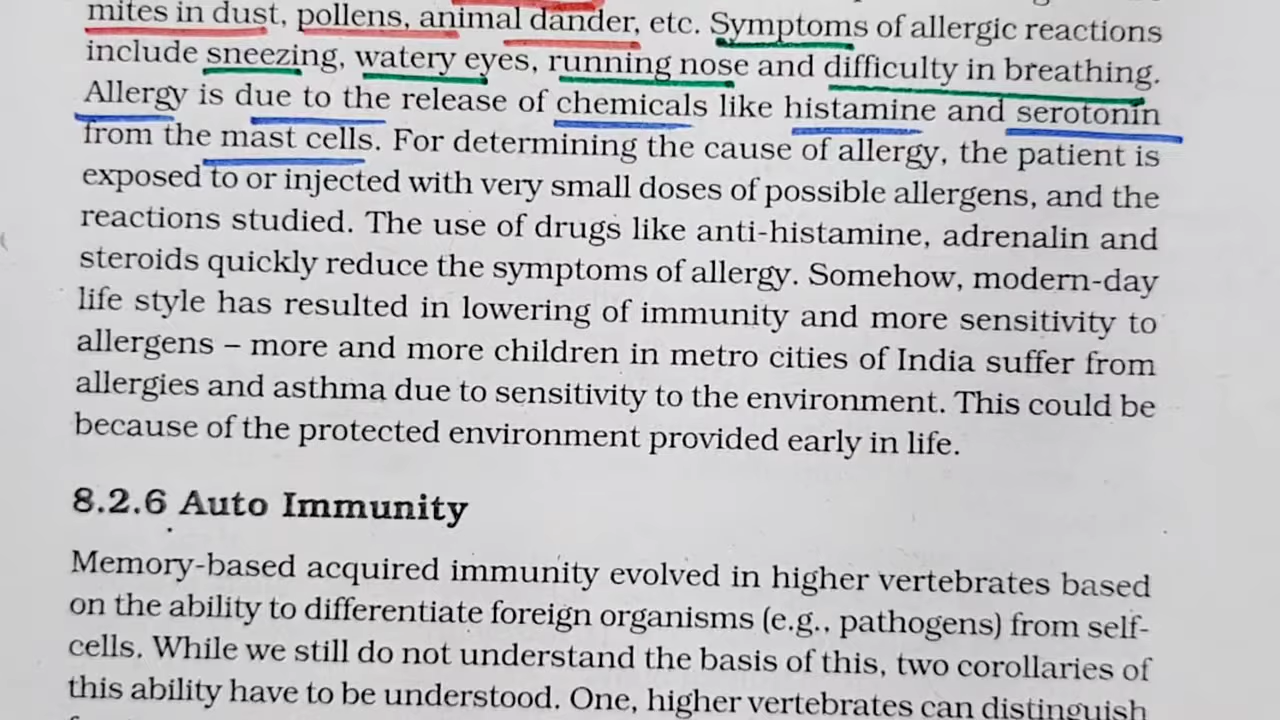 mites in dust, pollens, animal dander, etc. Symptoms of allergic reactions
include sneezing, watery eyes, running nose and difficulty in breathing.
Allergy is due to the release of chemicals like histamine and serotonin
from the mast cells. For determining the cause of allergy, the patient is
exposed to or injected with very small doses of possible allergens, and the
reactions studied. The use of drugs like anti-histamine, adrenalin and
steroids quickly reduce the symptoms of allergy. Somehow, modern-day
life style has resulted in lowering of immunity and more sensitivity to
allergens – more and more children in metro cities of India suffer from
allergies and asthma due to sensitivity to the environment. This could be
because of the protected environment provided early in life.
8.2.6 Auto Immunity
Memory-based acquired immunity evolved in higher vertebrates based
on the ability to differentiate foreign organisms (e.g., pathogens) from self-
cells. While we still do not understand the basis of this, two corollaries of
this ability have to be understood. One, higher vertebrates can distinguish